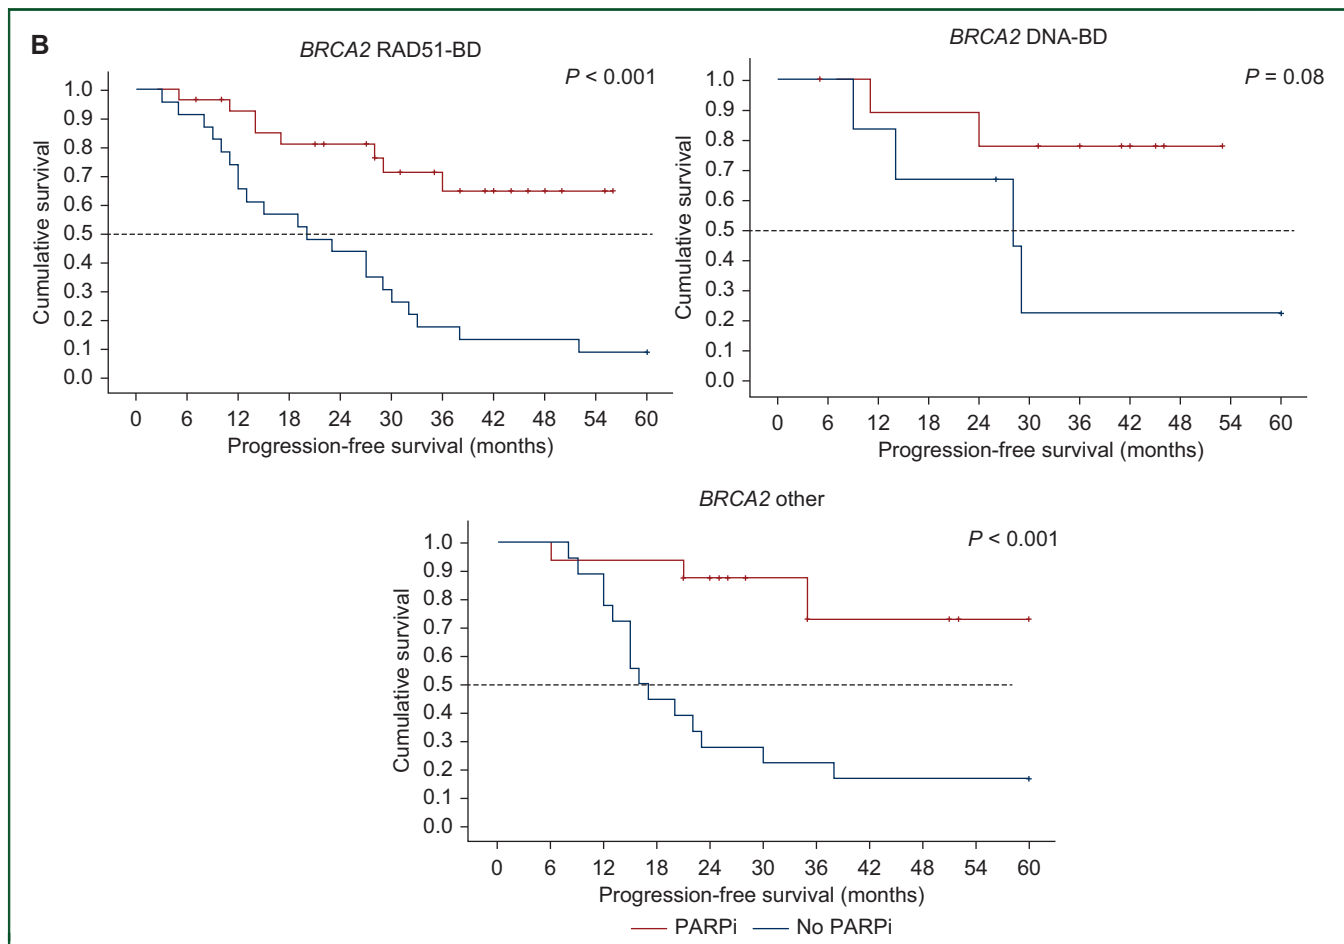 B
BRCA2 RAD51-BD
P < 0.001
1.0
0.9
0.8
0.7
0.6
0.5
0.4
0.3
0.2
0.1
0.0
Cumulative survival
0 6 12 18 24 30 36 42 48 54 60
Progression-free survival (months)
BRCA2 DNA-BD
P = 0.08
1.0
0.9
0.8
0.7
0.6
0.5
0.4
0.3
0.2
0.1
0.0
Cumulative survival
0 6 12 18 24 30 36 42 48 54 60
Progression-free survival (months)
BRCA2 other
P < 0.001
1.0
0.9
0.8
0.7
0.6
0.5
0.4
0.3
0.2
0.1
0.0
Cumulative survival
0 6 12 18 24 30 36 42 48 54 60
Progression-free survival (months)
PARPi No PARPi